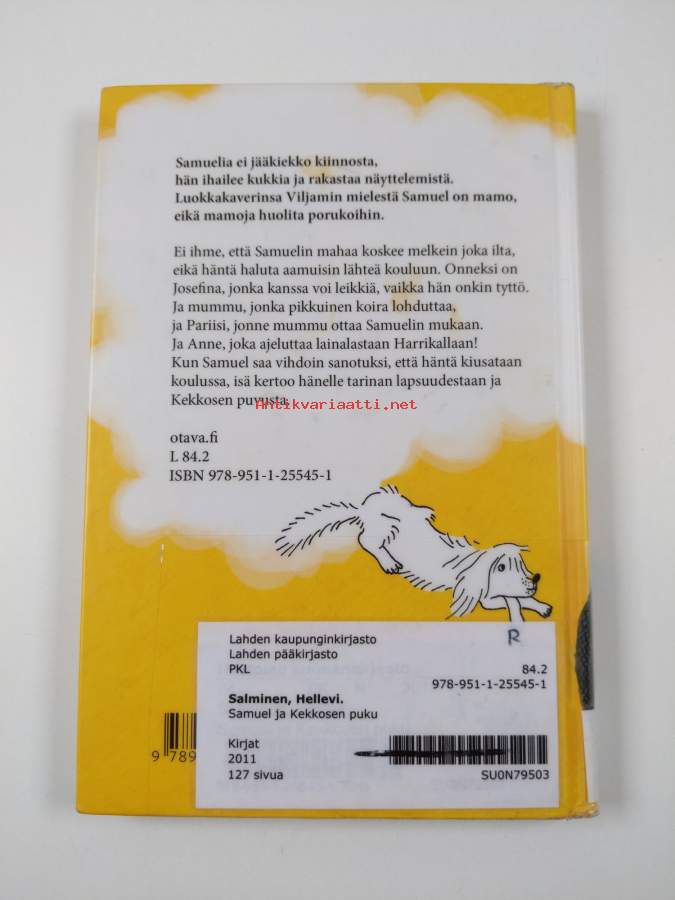 Samuelia ei jääkiekko kiinnosta,
hän ihailee kukkia ja rakastaa näyttelemistä.
Luokkakaverinsa Viljamin mielestä Samuel on mamo,
eikä mamoja huolita porukoihin.
Ei ihme, että Samuelin mahaa koskee melkein joka ilta,
eikä häntä haluta aamuisin lähteä kouluun. Onneksi on
Josefina, jonka kanssa voi leikkiä, vaikka hän onkin tyttö.
Ja mummu, jonka pikkuinen koira lohduttaa,
ja Pariisi, jonne mummu ottaa Samuelin mukaan.
Ja Anne, joka ajeluttaa lainalastaan Harrikallaan!
Kun Samuel saa vihdoin sanotuksi, että häntä kiusataan
koulussa, isä kertoo hänelle tarinan lapsuudestaan ja
Kekkosen puvusta.
Antikvariaatti.net
otava.fi
L 84.2
ISBN 978-951-1-25545-1
R
Lahden kaupunginkirjasto
Lahden pääkirjasto
PKL 84.2
978-951-1-25545-1
Salminen, Hellevi.
Samuel ja Kekkosen puku
Kirjat
2011
127 sivua SU0N79503
9 789